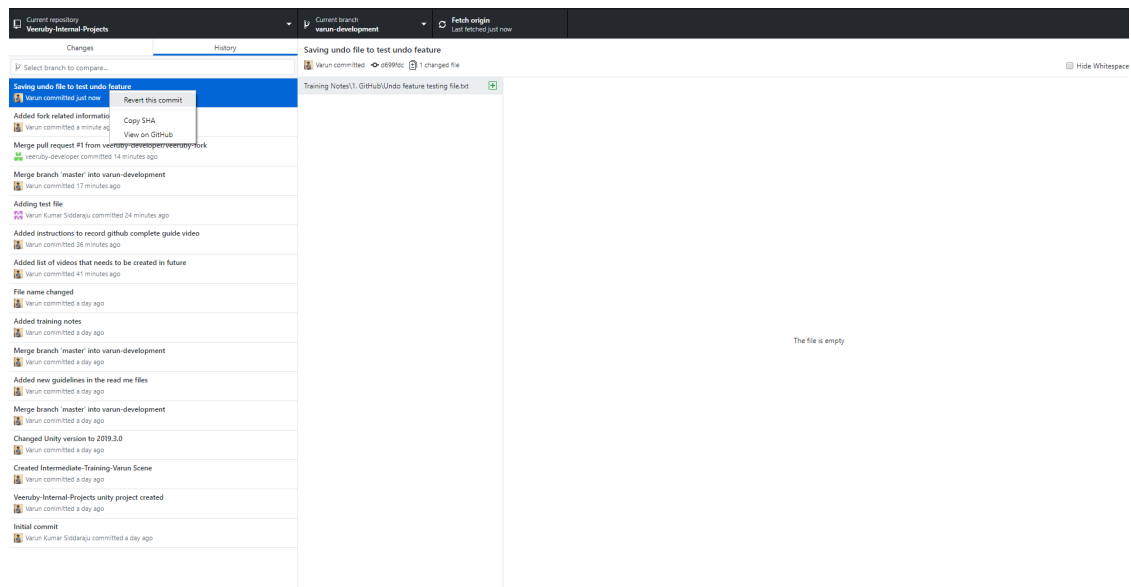 Current repository
Veeruby-Internal-Projects
Current branch
varun-development
Fetch origin
Last fetched just now
Changes
History
Select branch to compare...
Saving undo file to test undo feature
Varun committed just now
Revert this commit
Copy SHA
View on GitHub
Added fork related informatio
Varun committed a minute ag
Merge pull request #1 from veeruby-developer/veeruby-fork
veeruby-developer committed 14 minutes ago
Merge branch 'master' into varun-development
Varun committed 17 minutes ago
Adding test file
Varun Kumar Siddaraju committed 24 minutes ago
Added instructions to record github complete guide video
Varun committed 36 minutes ago
Added list of videos that needs to be created in future
Varun committed 41 minutes ago
File name changed
Varun committed a day ago
Added training notes
Varun committed a day ago
Merge branch 'master' into varun-development
Varun committed a day ago
Added new guidelines in the read me files
Varun committed a day ago
Merge branch 'master' into varun-development
Varun committed a day ago
Changed Unity version to 2019.3.0
Varun committed a day ago
Created Intermediate-Training-Varun Scene
Varun committed a day ago
Veeruby-Internal-Projects unity project created
Varun committed a day ago
Initial commit
Varun Kumar Siddaraju committed a day ago
Saving undo file to test undo feature
Varun committed d699fdc 1 changed file
Hide Whitespace
Training Notes\1. GitHub\Undo feature testing file.txt
The file is empty